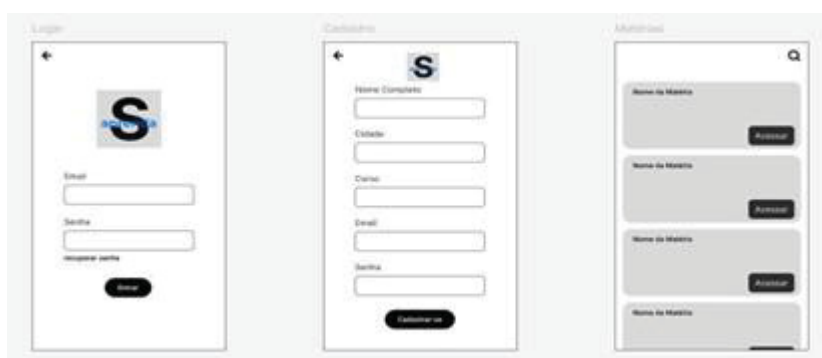 Logar
Cadastro
Matérias
S
Email
Senha
recuperar senha
Entrar
S
Nome Completo
Cidade
Curso
Email
Senha
Cadastrar-se
Nome da Matéria
Acessar
Nome da Matéria
Acessar
Nome da Matéria
Acessar
Nome da Matéria